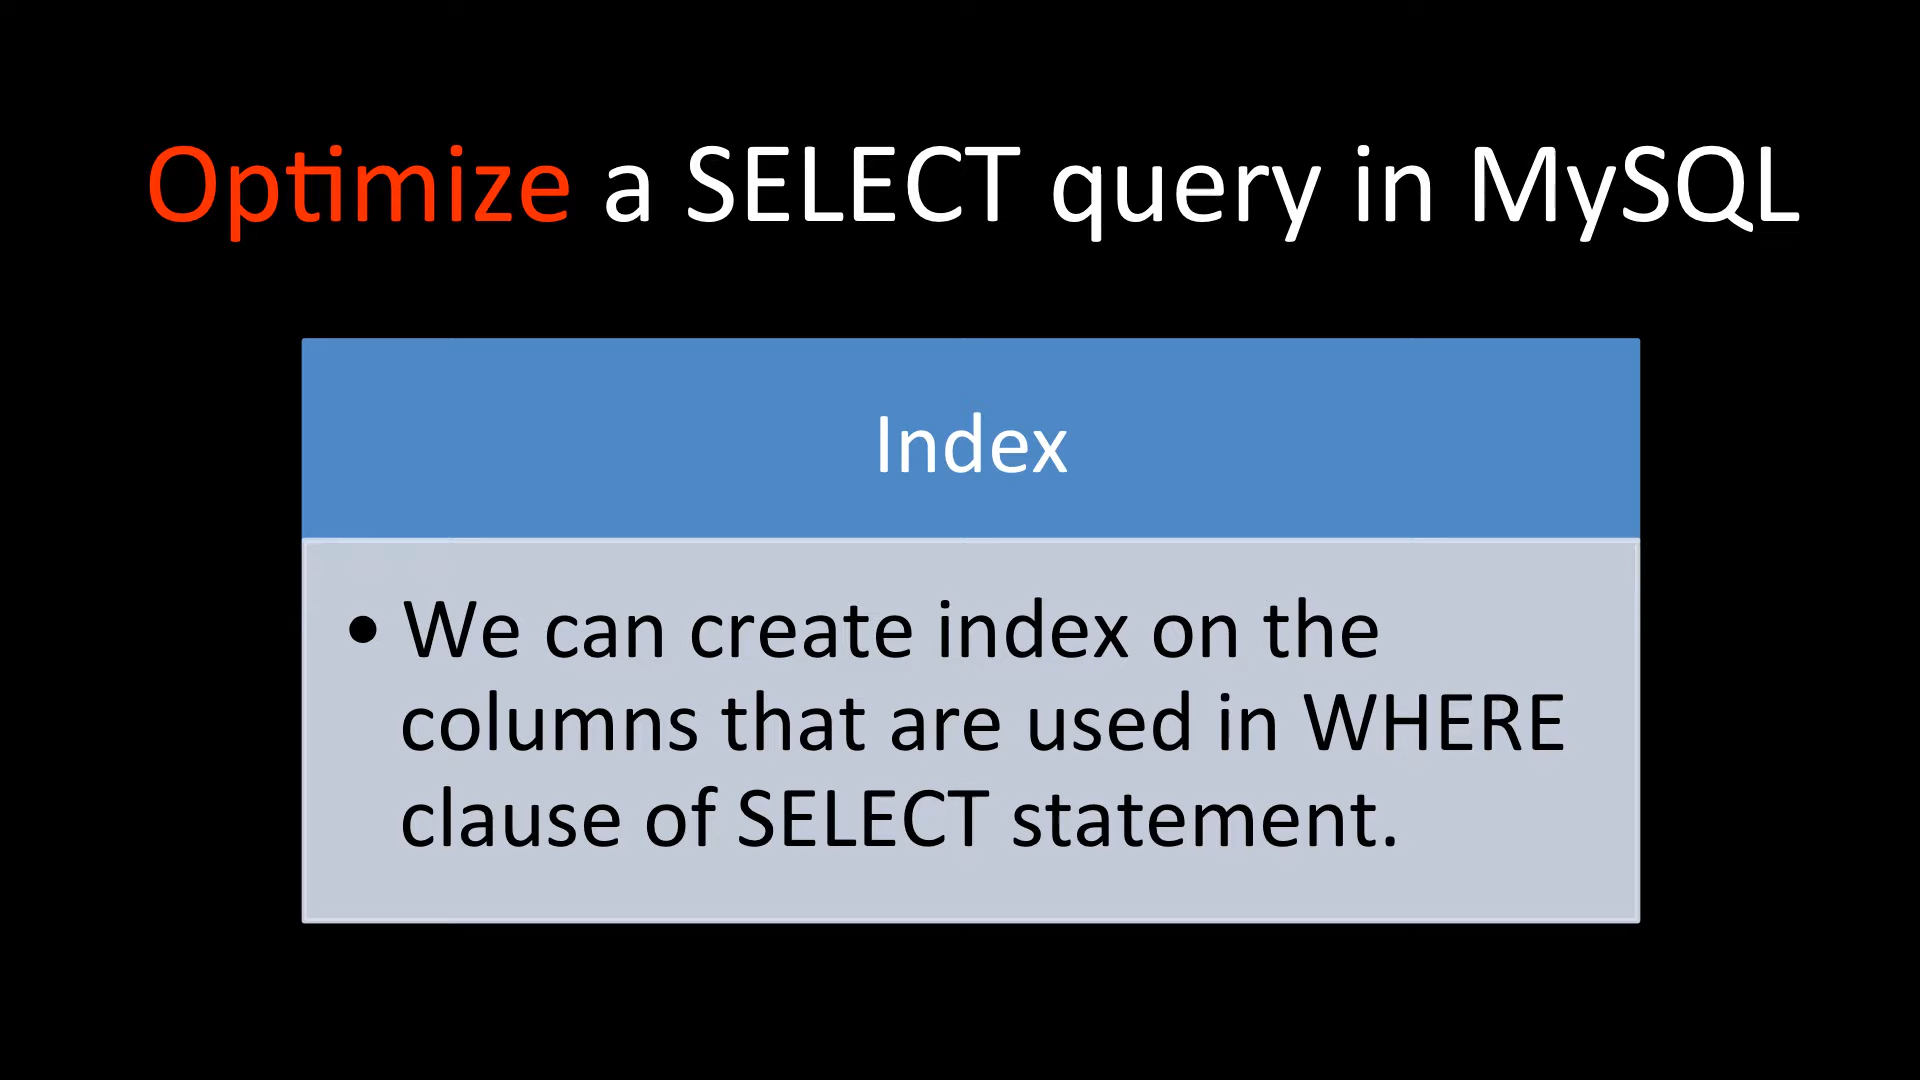 Optimize a SELECT query in MySQL
Index
• We can create index on the
columns that are used in WHERE
clause of SELECT statement.